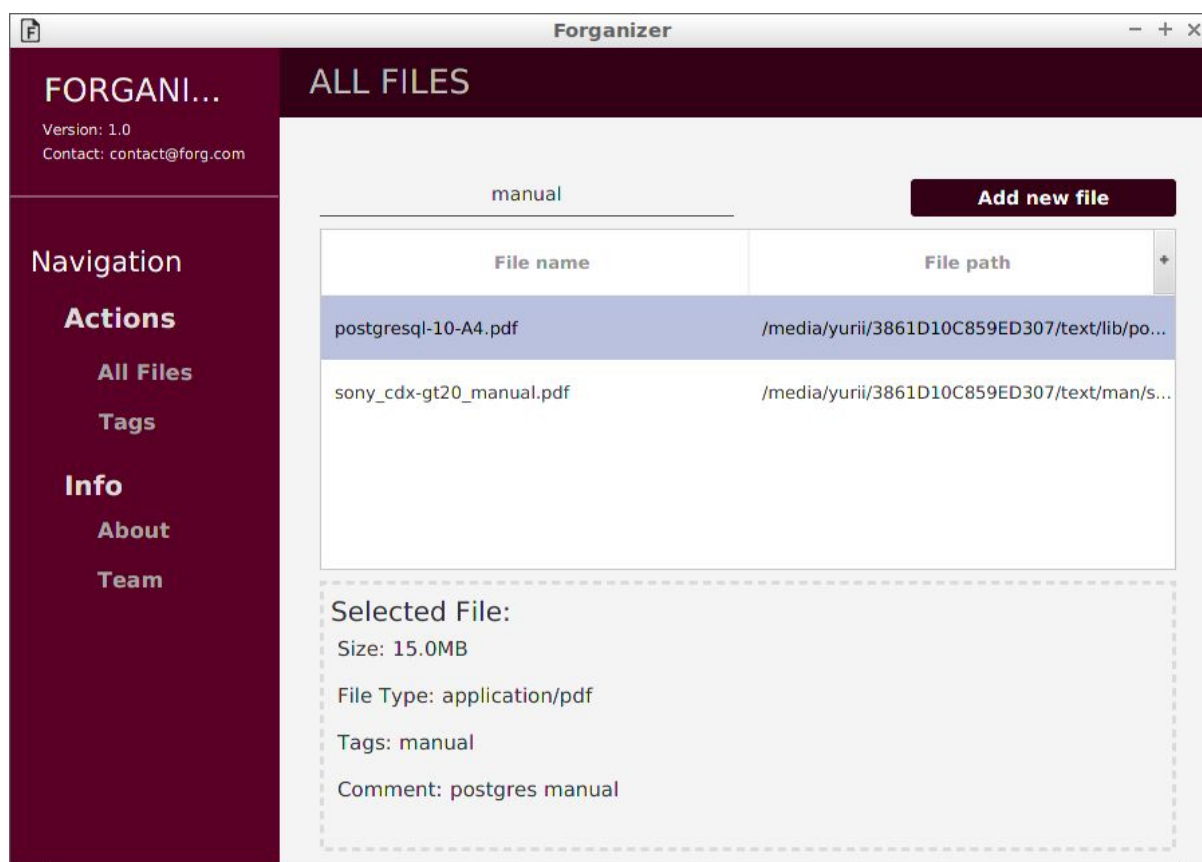 Forganizer
FORGANI...
Version: 1.0
Contact: contact@forg.com
Navigation
Actions
All Files
Tags
Info
About
Team
ALL FILES
manual
Add new file
File name File path +
postgresql-10-A4.pdf /media/yurii/3861D10C859ED307/text/lib/po...
sony_cdx-gt20_manual.pdf /media/yurii/3861D10C859ED307/text/man/s...
Selected File:
Size: 15.0MB
File Type: application/pdf
Tags: manual
Comment: postgres manual